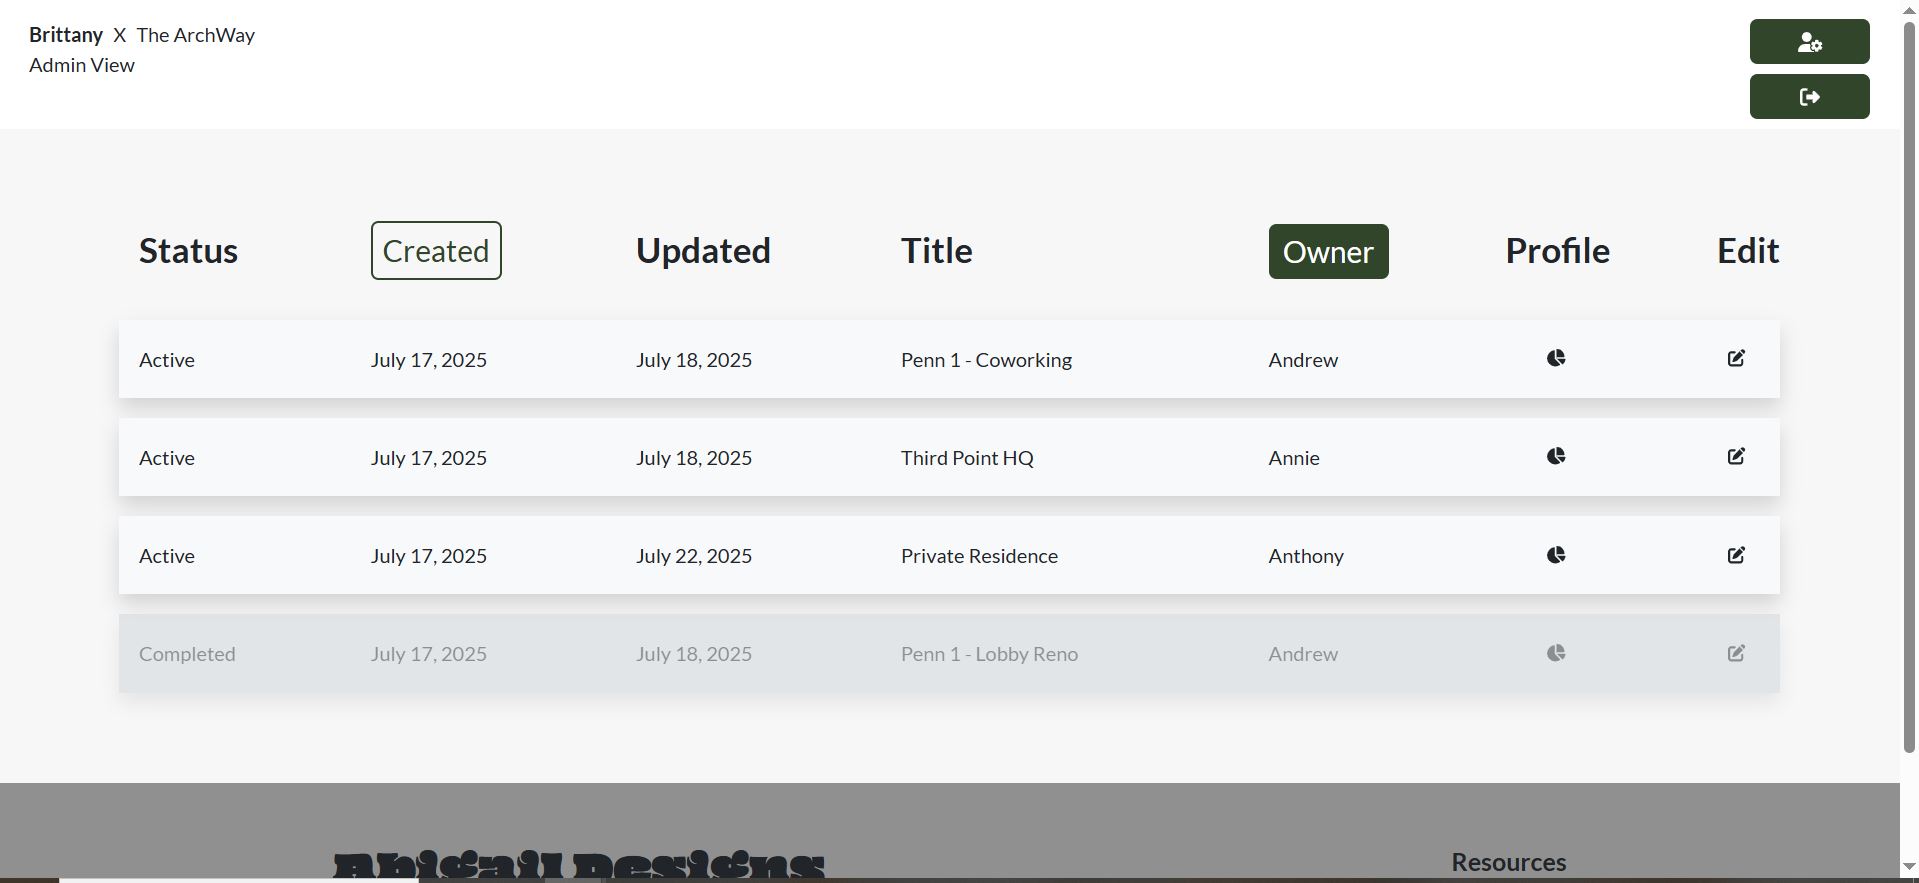 Brittany X The ArchWay
Admin View
Status Created Updated Title Owner Profile Edit
Active July 17, 2025 July 18, 2025 Penn 1 - Coworking Andrew
Active July 17, 2025 July 18, 2025 Third Point HQ Annie
Active July 17, 2025 July 22, 2025 Private Residence Anthony
Completed July 17, 2025 July 18, 2025 Penn 1 - Lobby Reno Andrew
Abigail Designs Resources